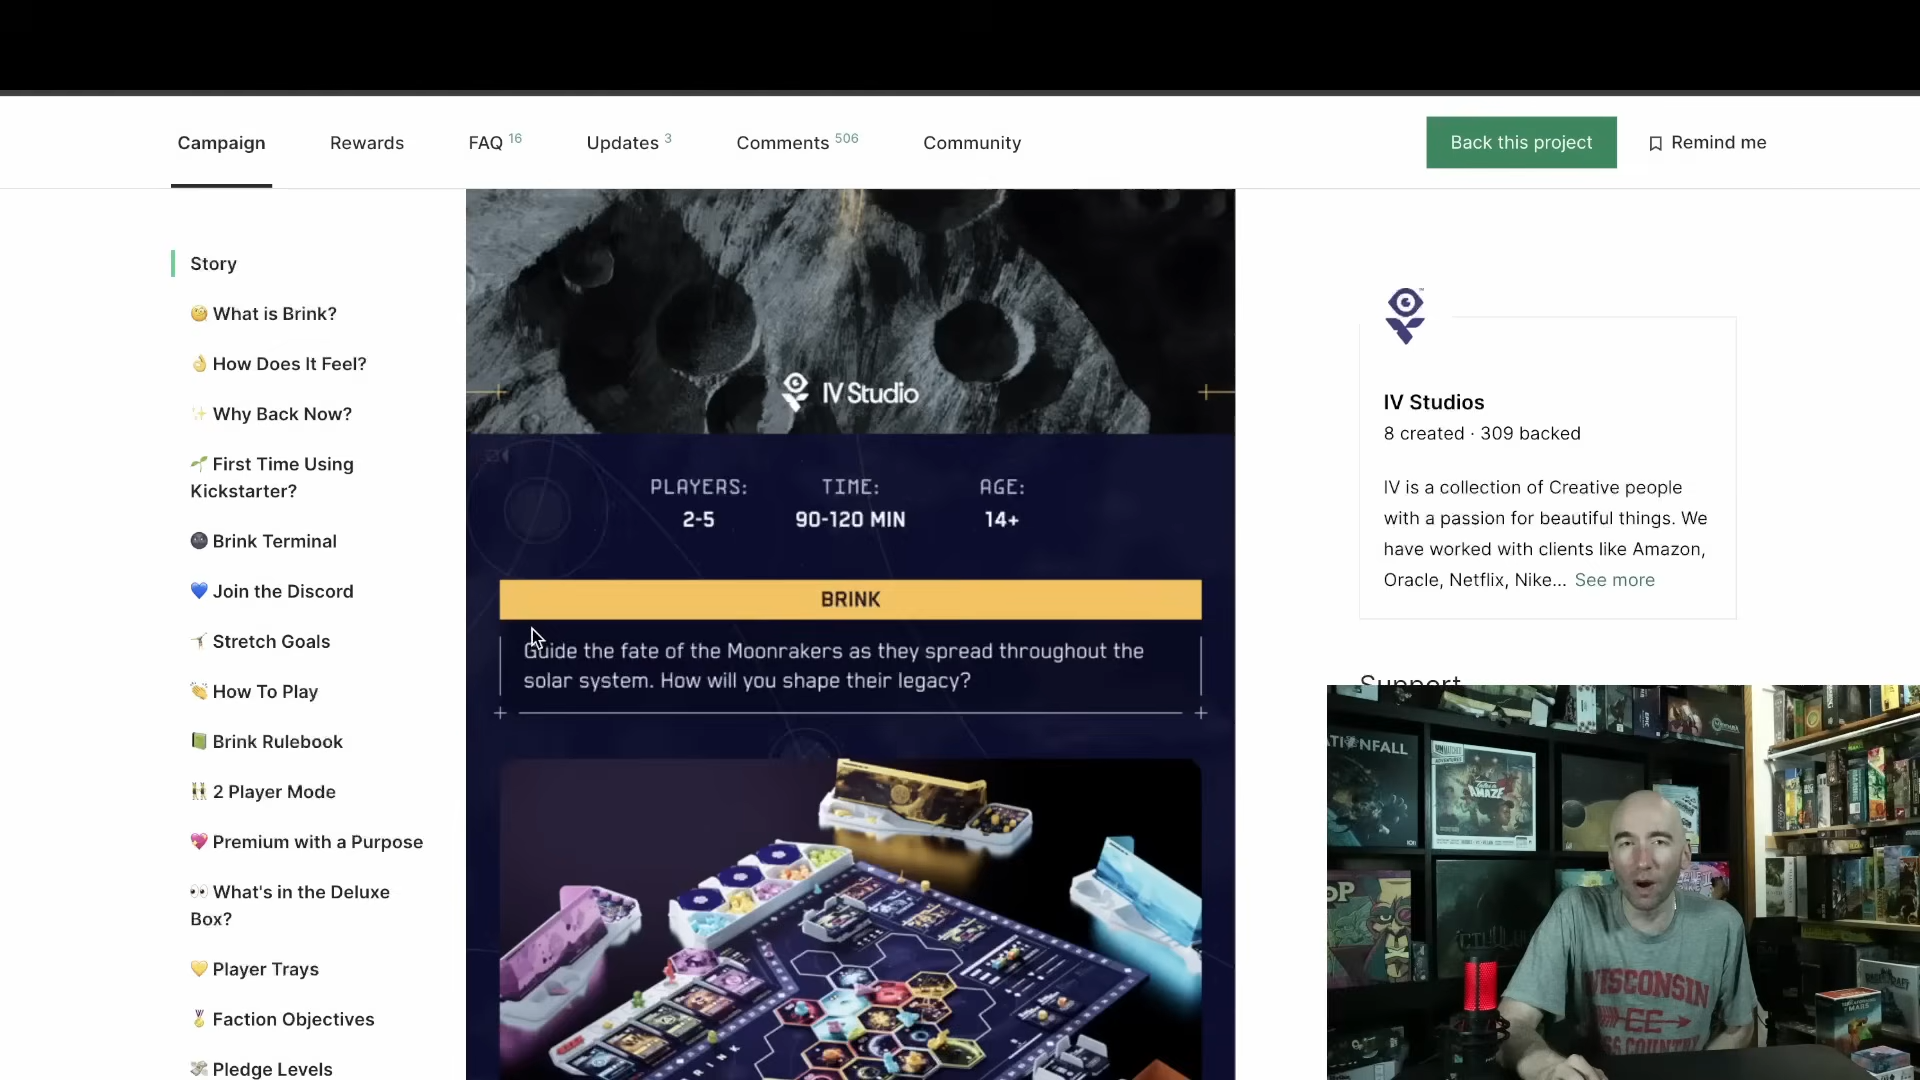 Campaign
Rewards
FAQ 16
Updates 3
Comments 506
Community
Back this project
Remind me
Story
🧐 What is Brink?
👌 How Does It Feel?
✨ Why Back Now?
🌱 First Time Using
Kickstarter?
🌚 Brink Terminal
💙 Join the Discord
🤸 Stretch Goals
👏 How To Play
📗 Brink Rulebook
👯 2 Player Mode
💖 Premium with a Purpose
👀 What's in the Deluxe
Box?
💛 Player Trays
🏅 Faction Objectives
💸 Pledge Levels
IV Studio
PLAYERS:
2-5
TIME:
90-120 MIN
AGE:
14+
BRINK
Guide the fate of the Moonrakers as they spread throughout the
solar system. How will you shape their legacy?
BRINK
IV Studios
8 created · 309 backed
IV is a collection of Creative people
with a passion for beautiful things. We
have worked with clients like Amazon,
Oracle, Netflix, Nike... See more
Support
MAZE
WISCONSIN